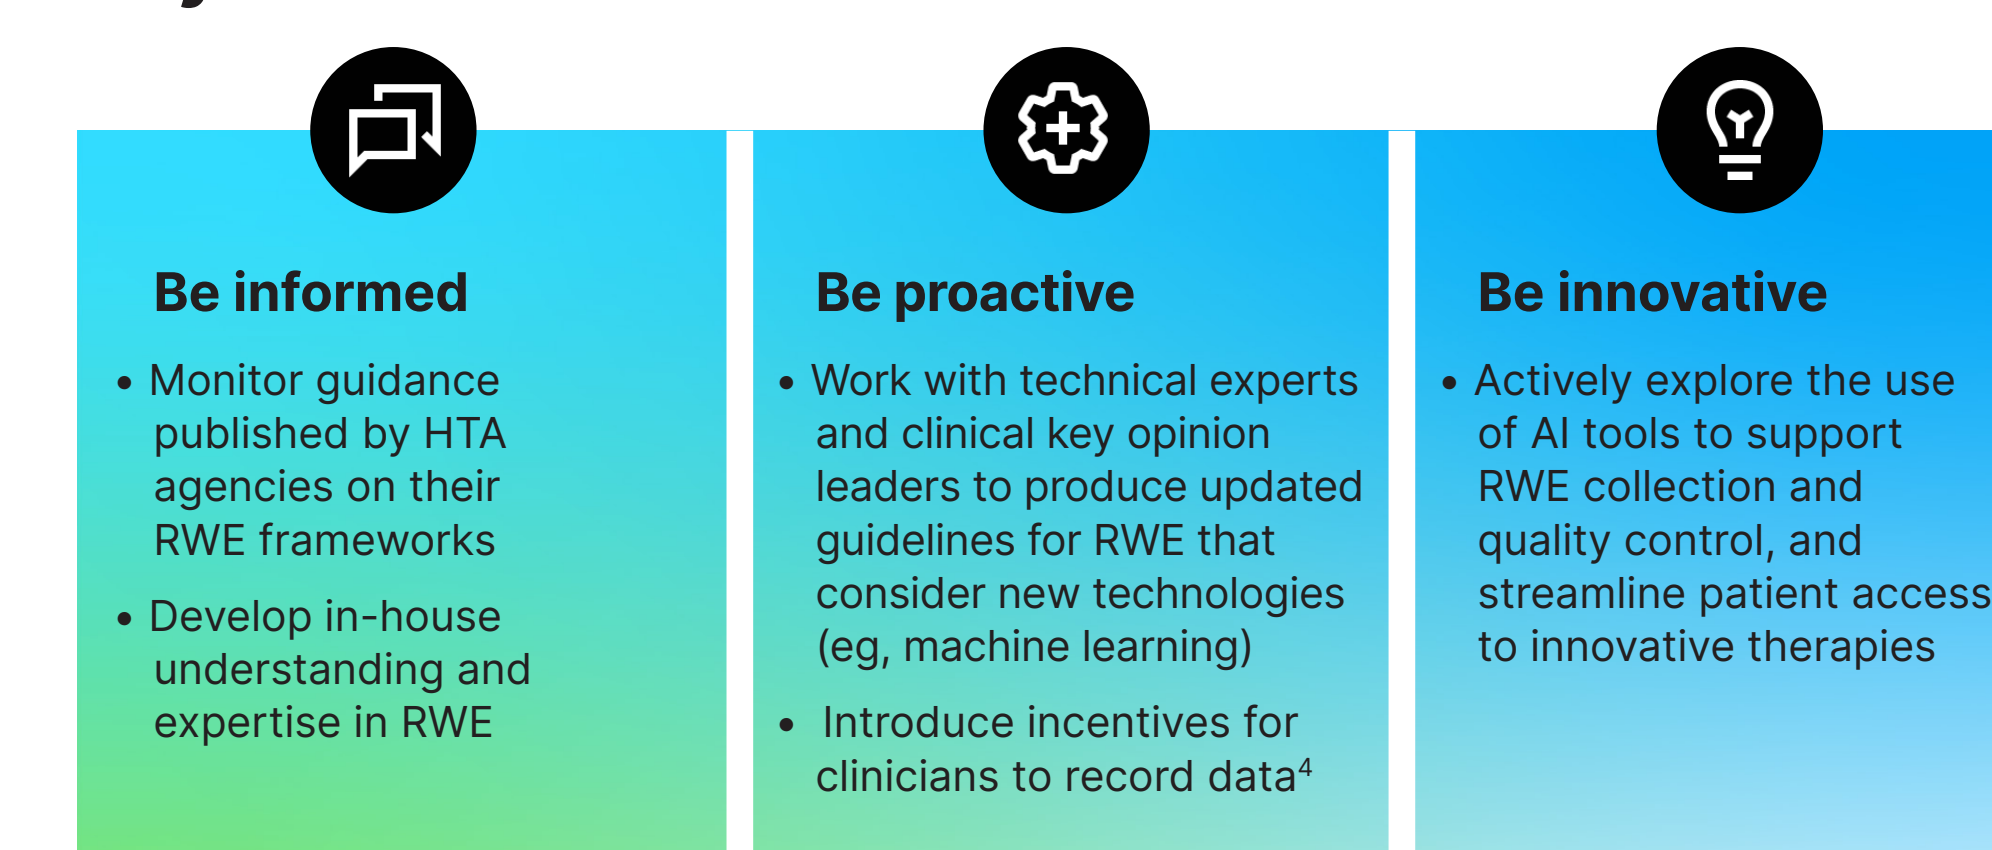 Be informed
• Monitor guidance
published by HTA
agencies on their
RWE frameworks
• Develop in-house
understanding and
expertise in RWE
Be proactive
• Work with technical experts
and clinical key opinion
leaders to produce updated
guidelines for RWE that
consider new technologies
(eg, machine learning)
• Introduce incentives for
clinicians to record data⁴
Be innovative
• Actively explore the use
of AI tools to support
RWE collection and
quality control, and
streamline patient access
to innovative therapies